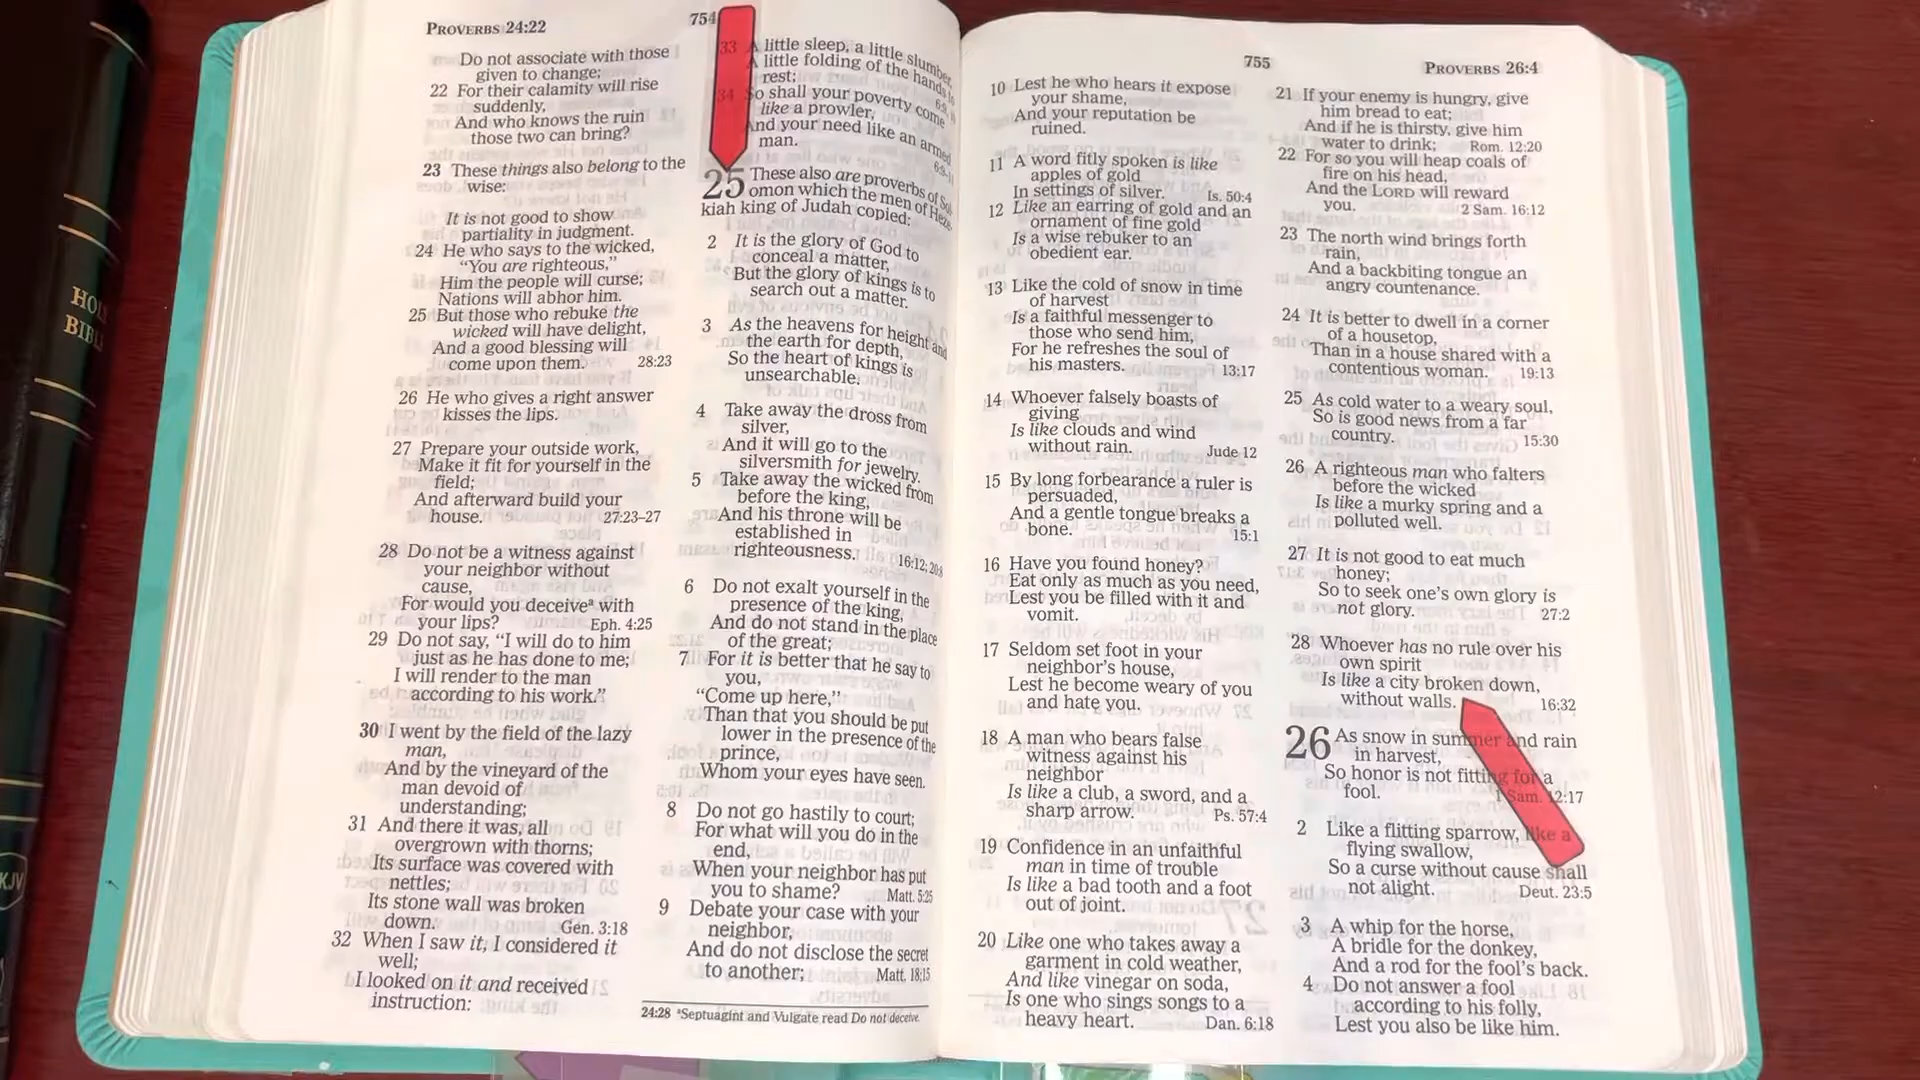 HOLY
BIBLE
KJV
PROVERBS 24:22
754
Do not associate with those
given to change;
22 For their calamity will rise
suddenly,
And who knows the ruin
those two can bring?
23 These things also belong to the
wise:
It is not good to show
partiality in judgment.
24 He who says to the wicked,
“You are righteous,”
Him the people will curse;
Nations will abhor him.
25 But those who rebuke the
wicked will have delight,
And a good blessing will
come upon them. 28:23
26 He who gives a right answer
kisses the lips.
27 Prepare your outside work,
Make it fit for yourself in the
field;
And afterward build your
house. 27:23–27
28 Do not be a witness against
your neighbor without
cause,
For would you deceiveª with
your lips? Eph. 4:25
29 Do not say, “I will do to him
just as he has done to me;
I will render to the man
according to his work.”
30 I went by the field of the lazy
man,
And by the vineyard of the
man devoid of
understanding;
31 And there it was, all
overgrown with thorns;
Its surface was covered with
nettles;
Its stone wall was broken
down. Gen. 3:18
32 When I saw it, I considered it
well;
I looked on it and received
instruction:
33 A little sleep, a little slumber,
A little folding of the hands to
rest;
34 So shall your poverty come
like a prowler,
And your need like an armed
man. 6:9–11
25 These also are proverbs of Sol-
omon which the men of Heze-
kiah king of Judah copied:
2 It is the glory of God to
conceal a matter,
But the glory of kings is to
search out a matter.
3 As the heavens for height and
the earth for depth,
So the heart of kings is
unsearchable.
4 Take away the dross from
silver,
And it will go to the
silversmith for jewelry.
5 Take away the wicked from
before the king,
And his throne will be
established in
righteousness. 16:12; 20:8
6 Do not exalt yourself in the
presence of the king,
And do not stand in the place
of the great;
7 For it is better that he say to
you,
“Come up here,”
Than that you should be put
lower in the presence of the
prince,
Whom your eyes have seen.
8 Do not go hastily to court;
For what will you do in the
end,
When your neighbor has put
you to shame? Matt. 5:25
9 Debate your case with your
neighbor,
And do not disclose the secret
to another; Matt. 18:15
24:28 ªSeptuagint and Vulgate read Do not deceive.
755
PROVERBS 26:4
10 Lest he who hears it expose
your shame,
And your reputation be
ruined.
11 A word fitly spoken is like
apples of gold
In settings of silver. Is. 50:4
12 Like an earring of gold and an
ornament of fine gold
Is a wise rebuker to an
obedient ear.
13 Like the cold of snow in time
of harvest
Is a faithful messenger to
those who send him,
For he refreshes the soul of
his masters. 13:17
14 Whoever falsely boasts of
giving
Is like clouds and wind
without rain. Jude 12
15 By long forbearance a ruler is
persuaded,
And a gentle tongue breaks a
bone. 15:1
16 Have you found honey?
Eat only as much as you need,
Lest you be filled with it and
vomit.
17 Seldom set foot in your
neighbor’s house,
Lest he become weary of you
and hate you.
18 A man who bears false
witness against his
neighbor
Is like a club, a sword, and a
sharp arrow. Ps. 57:4
19 Confidence in an unfaithful
man in time of trouble
Is like a bad tooth and a foot
out of joint.
20 Like one who takes away a
garment in cold weather,
And like vinegar on soda,
Is one who sings songs to a
heavy heart. Dan. 6:18
21 If your enemy is hungry, give
him bread to eat;
And if he is thirsty, give him
water to drink; Rom. 12:20
22 For so you will heap coals of
fire on his head,
And the LORD will reward
you. 2 Sam. 16:12
23 The north wind brings forth
rain,
And a backbiting tongue an
angry countenance.
24 It is better to dwell in a corner
of a housetop,
Than in a house shared with a
contentious woman. 19:13
25 As cold water to a weary soul,
So is good news from a far
country. 15:30
26 A righteous man who falters
before the wicked
Is like a murky spring and a
polluted well.
27 It is not good to eat much
honey;
So to seek one’s own glory is
not glory. 27:2
28 Whoever has no rule over his
own spirit
Is like a city broken down,
without walls. 16:32
26 As snow in summer and rain
in harvest,
So honor is not fitting for a
fool. 1 Sam. 12:17
2 Like a flitting sparrow, like a
flying swallow,
So a curse without cause shall
not alight. Deut. 23:5
3 A whip for the horse,
A bridle for the donkey,
And a rod for the fool’s back.
4 Do not answer a fool
according to his folly,
Lest you also be like him.